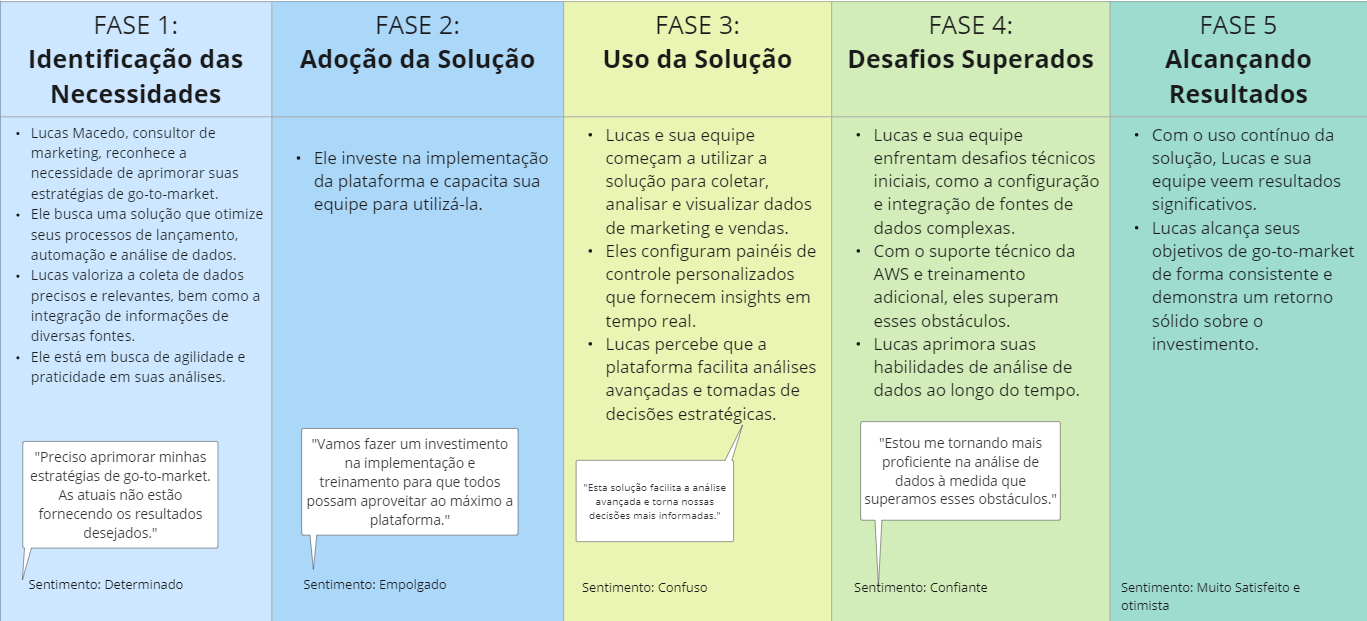 FASE 1:
Identificação das
Necessidades
• Lucas Macedo, consultor de
marketing, reconhece a
necessidade de aprimorar suas
estratégias de go-to-market.
• Ele busca uma solução que otimize
seus processos de lançamento,
automação e análise de dados.
• Lucas valoriza a coleta de dados
precisos e relevantes, bem como a
integração de informações de
diversas fontes.
• Ele está em busca de agilidade e
praticidade em suas análises.
"Preciso aprimorar minhas
estratégias de go-to-market.
As atuais não estão
fornecendo os resultados
desejados."
Sentimento: Determinado
FASE 2:
Adoção da Solução
• Ele investe na implementação
da plataforma e capacita sua
equipe para utilizá-la.
"Vamos fazer um investimento
na implementação e
treinamento para que todos
possam aproveitar ao máximo a
plataforma."
Sentimento: Empolgado
FASE 3:
Uso da Solução
• Lucas e sua equipe
começam a utilizar a
solução para coletar,
analisar e visualizar dados
de marketing e vendas.
• Eles configuram painéis de
controle personalizados
que fornecem insights em
tempo real.
• Lucas percebe que a
plataforma facilita análises
avançadas e tomadas de
decisões estratégicas.
"Esta solução facilita a análise
avançada e torna nossas
decisões mais informadas."
Sentimento: Confuso
FASE 4:
Desafios Superados
• Lucas e sua equipe
enfrentam desafios técnicos
iniciais, como a configuração
e integração de fontes de
dados complexas.
• Com o suporte técnico da
AWS e treinamento
adicional, eles superam
esses obstáculos.
• Lucas aprimora suas
habilidades de análise de
dados ao longo do tempo.
"Estou me tornando mais
proficiente na análise de
dados à medida que
superamos esses obstáculos."
Sentimento: Confiante
FASE 5
Alcançando
Resultados
• Com o uso contínuo da
solução, Lucas e sua
equipe veem resultados
significativos.
• Lucas alcança seus
objetivos de go-to-market
de forma consistente e
demonstra um retorno
sólido sobre o
investimento.
Sentimento: Muito Satisfeito e
otimista